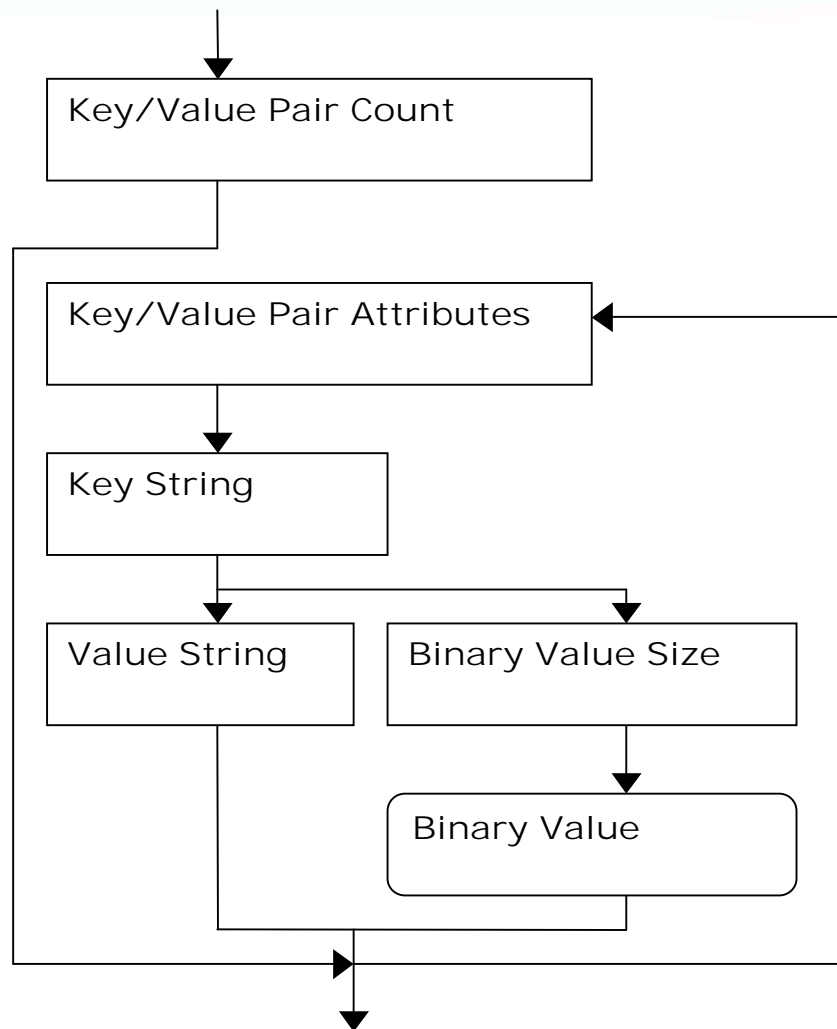 Key/Value Pair Count
Key/Value Pair Attributes
Key String
Value String
Binary Value Size
Binary Value